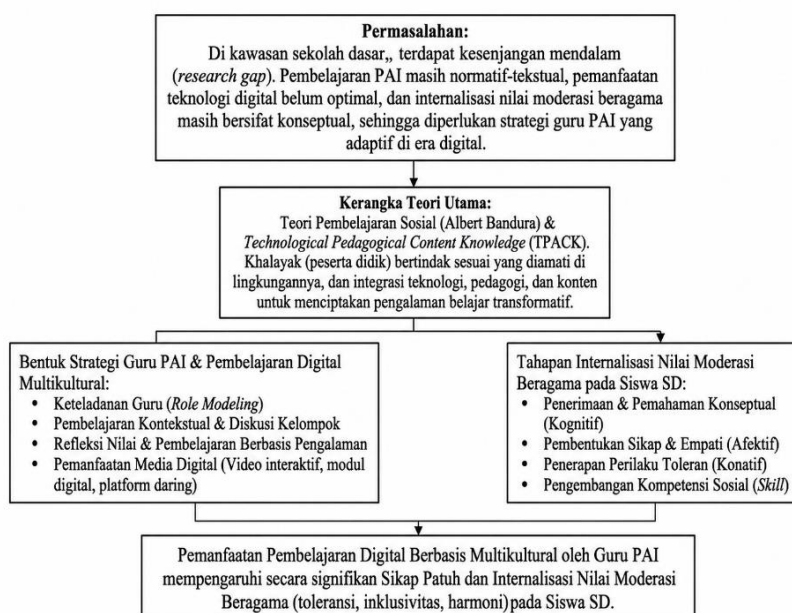 Permasalahan:
Di kawasan sekolah dasar,, terdapat kesenjangan mendalam
(research gap). Pembelajaran PAI masih normatif-tekstual, pemanfaatan
teknologi digital belum optimal, dan internalisasi nilai moderasi beragama
masih bersifat konseptual, sehingga diperlukan strategi guru PAI yang
adaptif di era digital.
Kerangka Teori Utama:
Teori Pembelajaran Sosial (Albert Bandura) &
Technological Pedagogical Content Knowledge (TPACK).
Khalayak (peserta didik) bertindak sesuai yang diamati di
lingkungannya, dan integrasi teknologi, pedagogi, dan konten
untuk menciptakan pengalaman belajar transformatif.
Bentuk Strategi Guru PAI & Pembelajaran Digital
Multikultural:
• Keteladanan Guru (Role Modeling)
• Pembelajaran Kontekstual & Diskusi Kelompok
• Refleksi Nilai & Pembelajaran Berbasis Pengalaman
• Pemanfaatan Media Digital (Video interaktif, modul
digital, platform daring)
Tahapan Internalisasi Nilai Moderasi
Beragama pada Siswa SD:
• Penerimaan & Pemahaman Konseptual
(Kognitif)
• Pembentukan Sikap & Empati (Afektif)
• Penerapan Perilaku Toleran (Konatif)
• Pengembangan Kompetensi Sosial (Skill)
Pemanfaatan Pembelajaran Digital Berbasis Multikultural oleh Guru PAI
mempengaruhi secara signifikan Sikap Patuh dan Internalisasi Nilai Moderasi
Beragama (toleransi, inklusivitas, harmoni)pada Siswa SD.